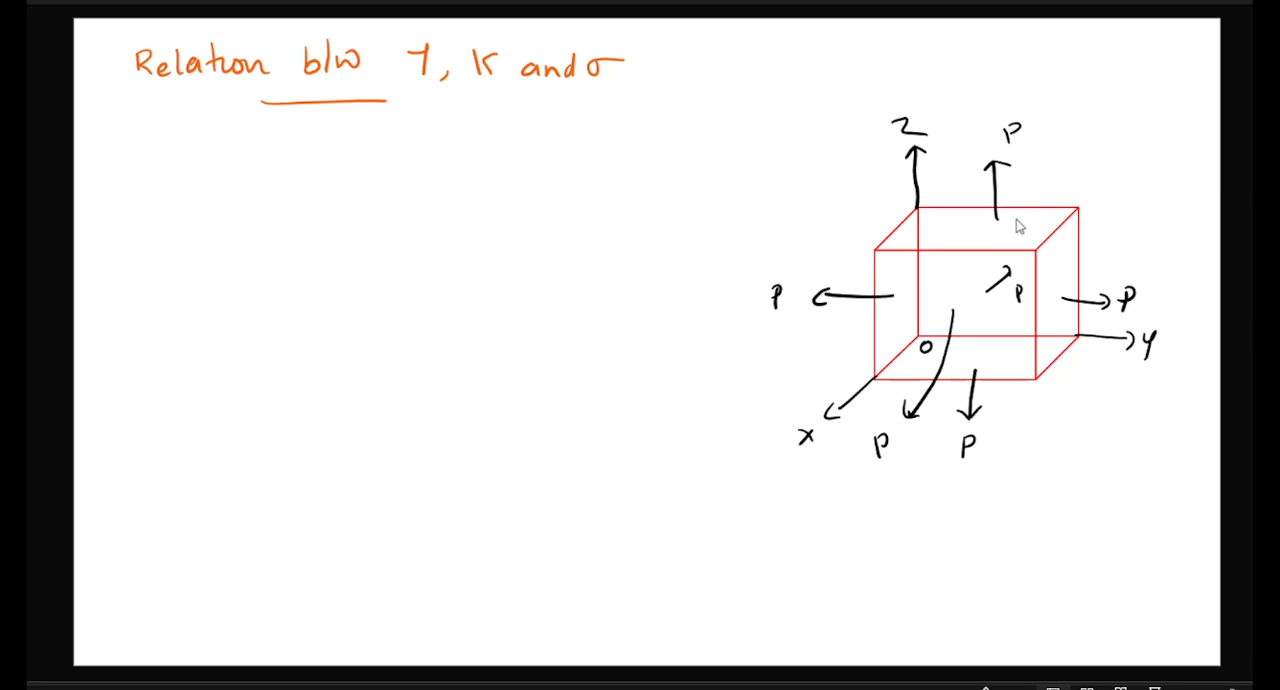 Relation b/w Y, K and σ
Z P
P P P
O Y
X P P